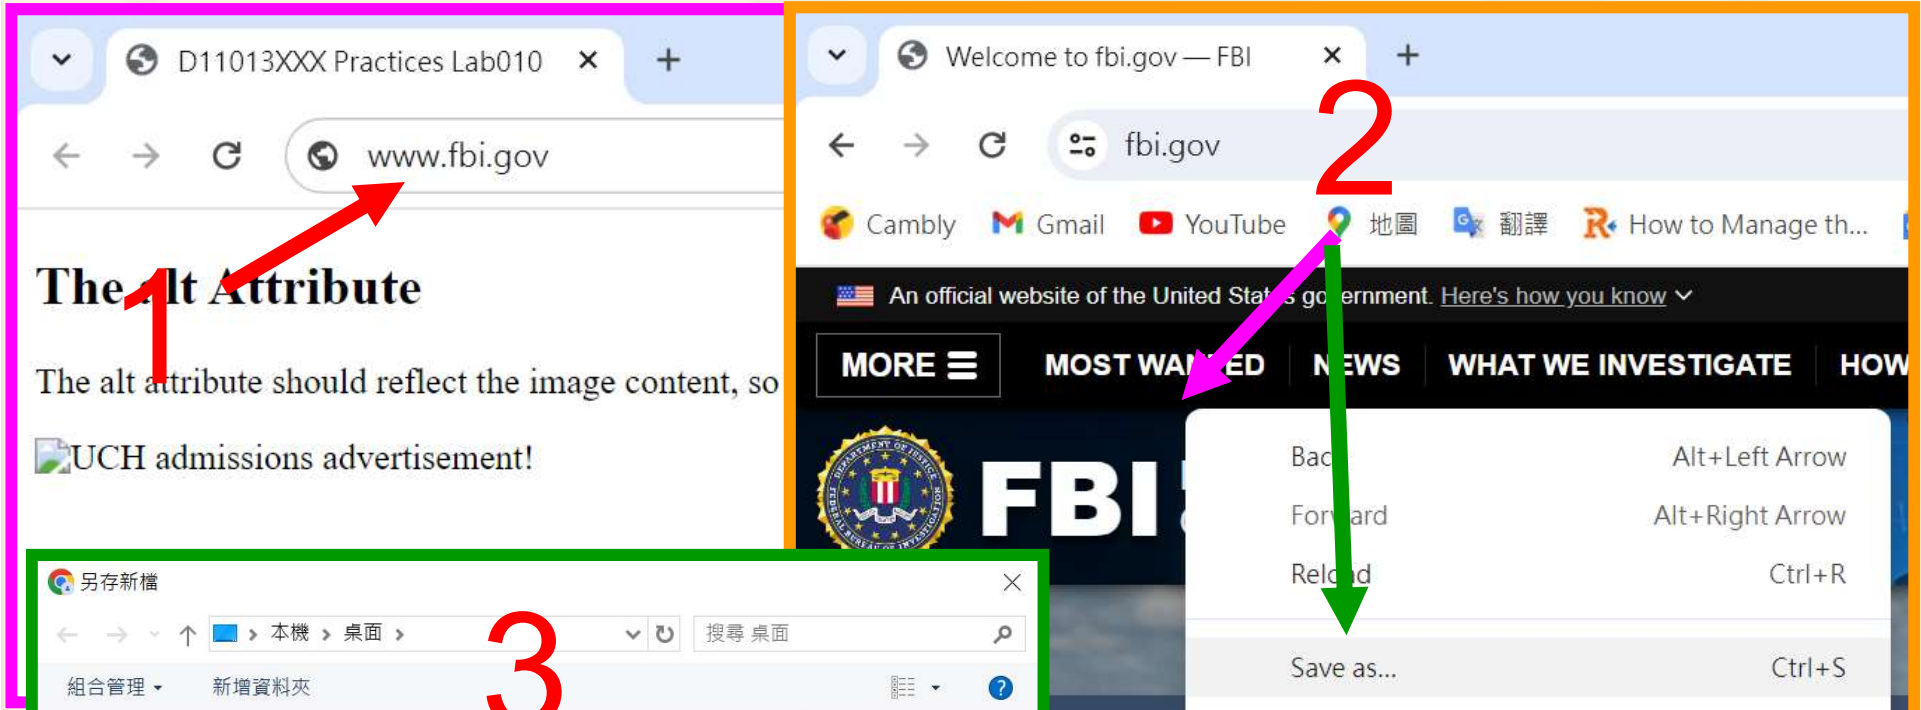 D11013XXX Practices Lab010
www.fbi.gov
1
The alt Attribute
The alt attribute should reflect the image content, so
UCH admissions advertisement!
Welcome to fbi.gov — FBI
fbi.gov
2
Cambly Gmail YouTube 地圖 翻譯 How to Manage th...
An official website of the United States government. Here's how you know
MORE MOST WANTED NEWS WHAT WE INVESTIGATE HOW
FBI
Back Alt+Left Arrow
Forward Alt+Right Arrow
Reload Ctrl+R
Save as... Ctrl+S
另存新檔
本機 桌面 搜尋 桌面
3
組合管理 新增資料夾